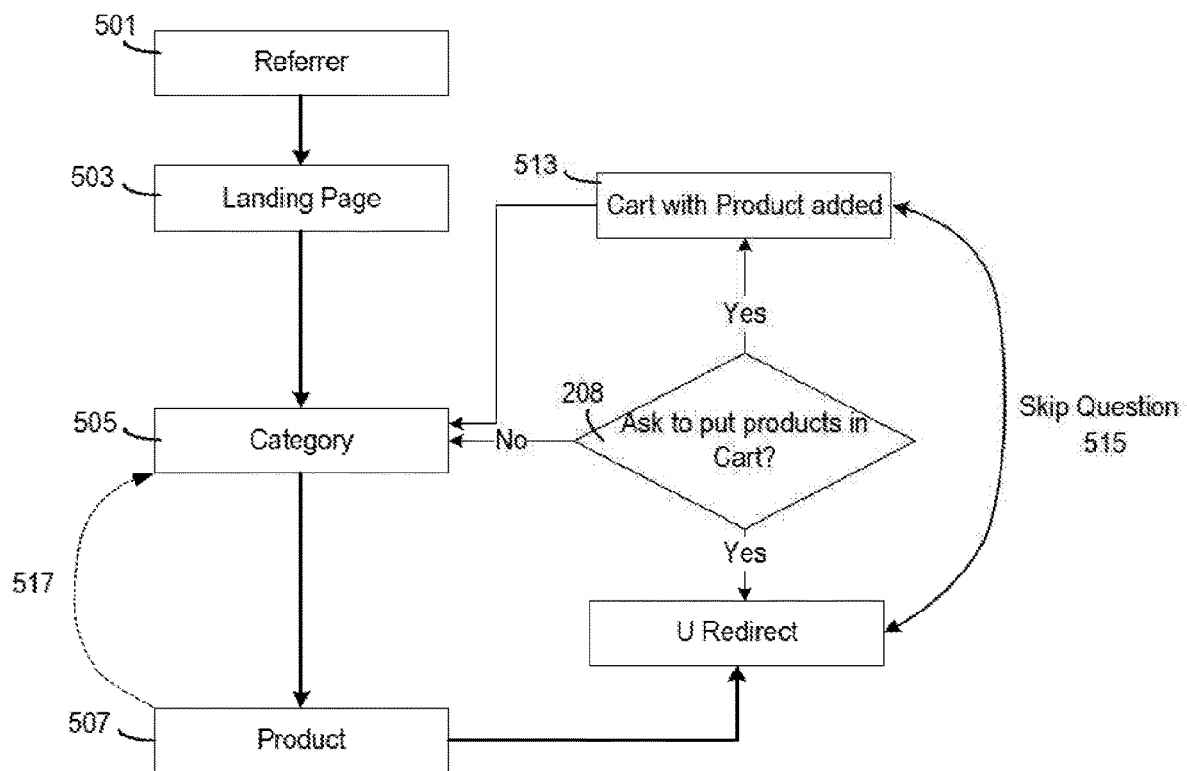 501
Referrer
503
Landing Page
513
Cart with Product added
Yes
208
Ask to put products in
Cart?
Skip Question
515
505
Category
No
Yes
517
U Redirect
507
Product